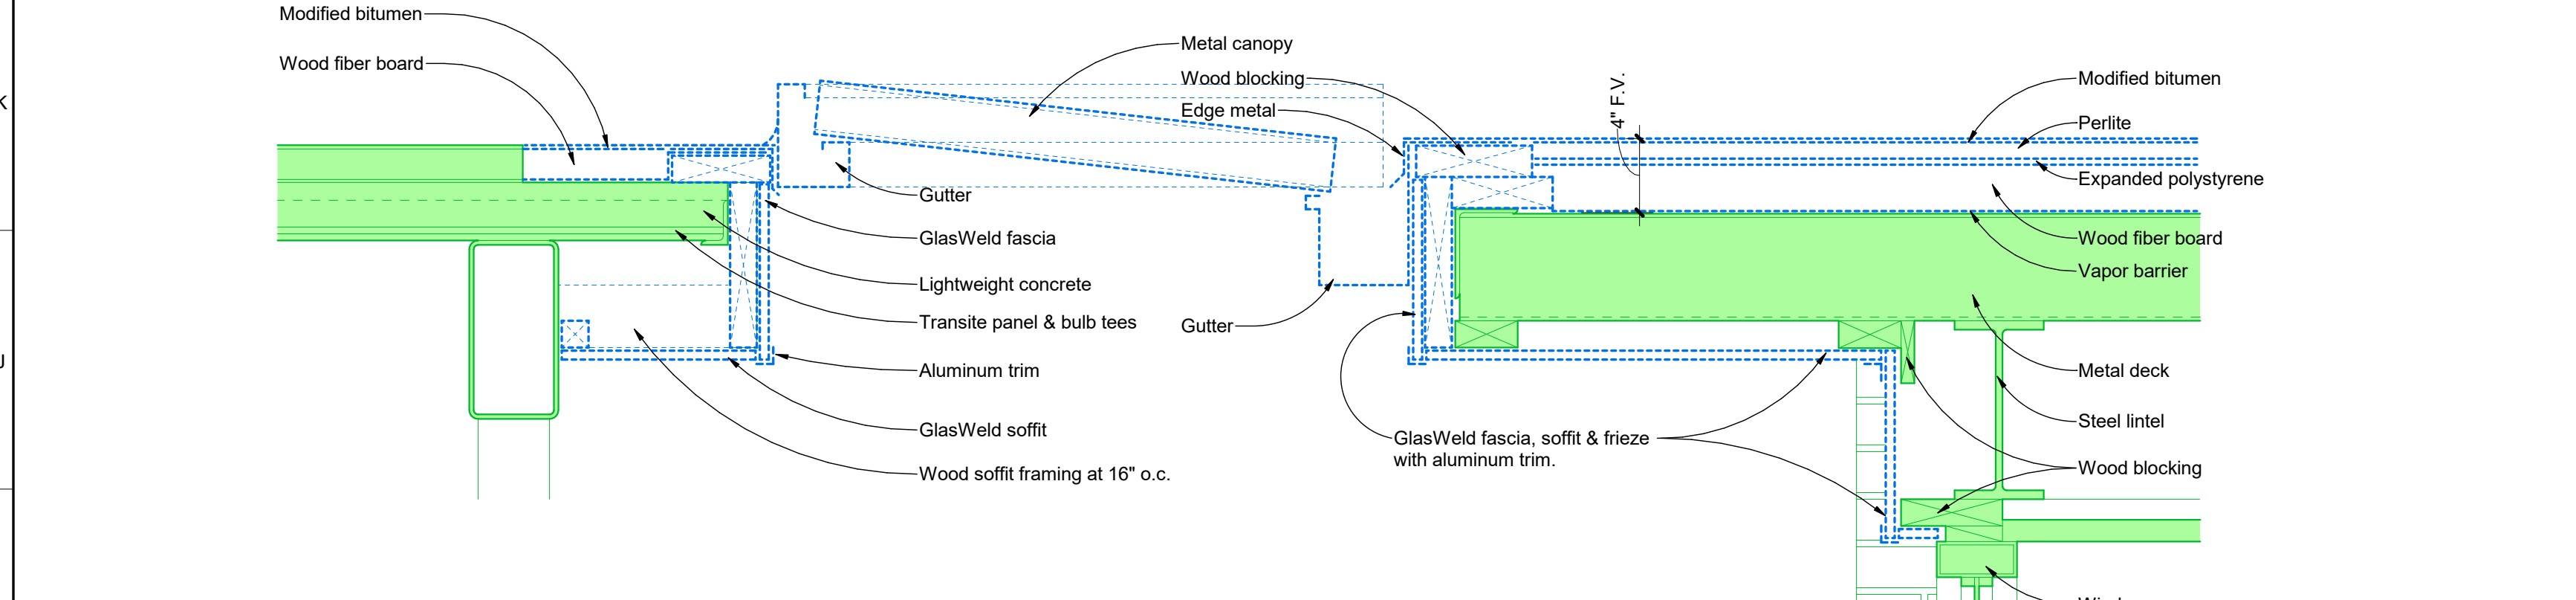 Modified bitumen
Wood fiber board
K
J
Metal canopy
Wood blocking
Edge metal
Gutter
GlasWeld fascia
Lightweight concrete
Transite panel & bulb tees
Aluminum trim
GlasWeld soffit
Wood soffit framing at 16" o.c.
Gutter
4" F.V.
GlasWeld fascia, soffit & frieze
with aluminum trim.
Modified bitumen
Perlite
Expanded polystyrene
Wood fiber board
Vapor barrier
Metal deck
Steel lintel
Wood blocking